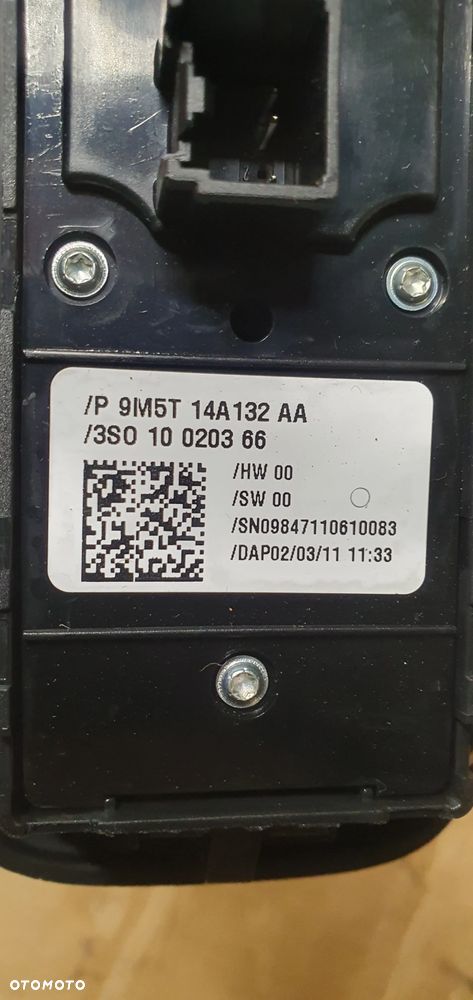 /P 9M5T 14A132 AA
/3SO 10 0203 66
/HW 00
/SW 00
/SN09847110610083
/DAP02/03/11 11:33
OTOMOTO